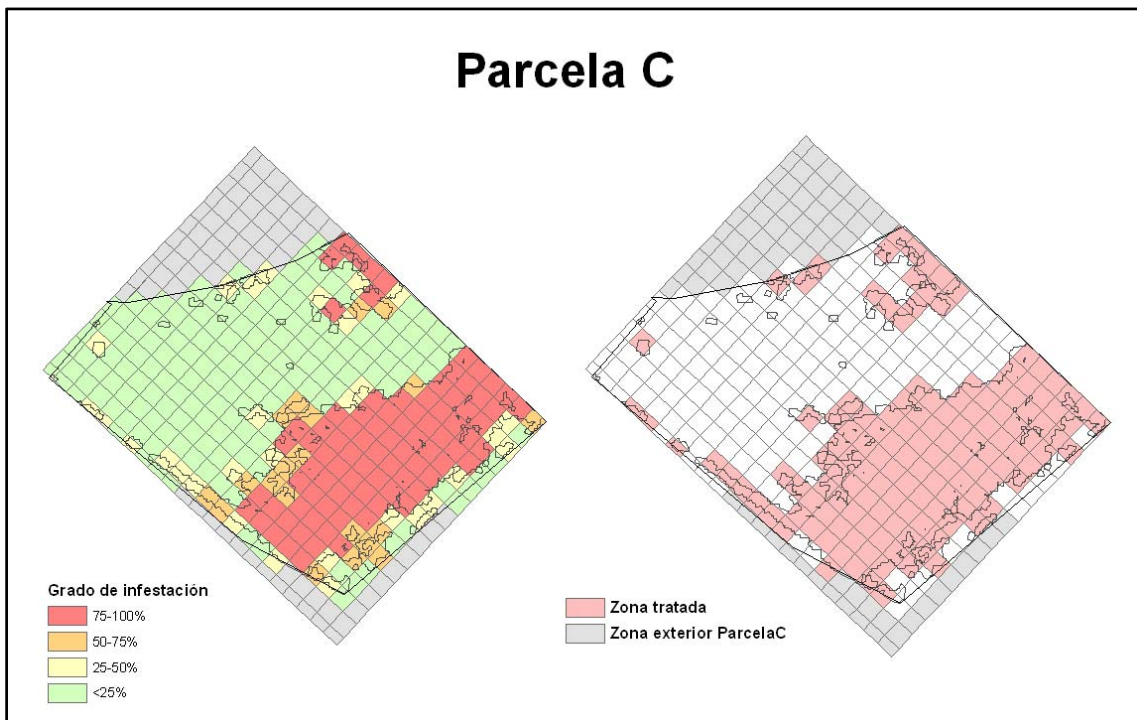 Parcela C
Grado de infestación
75-100%
50-75%
25-50%
<25%
Zona tratada
Zona exterior ParcelaC